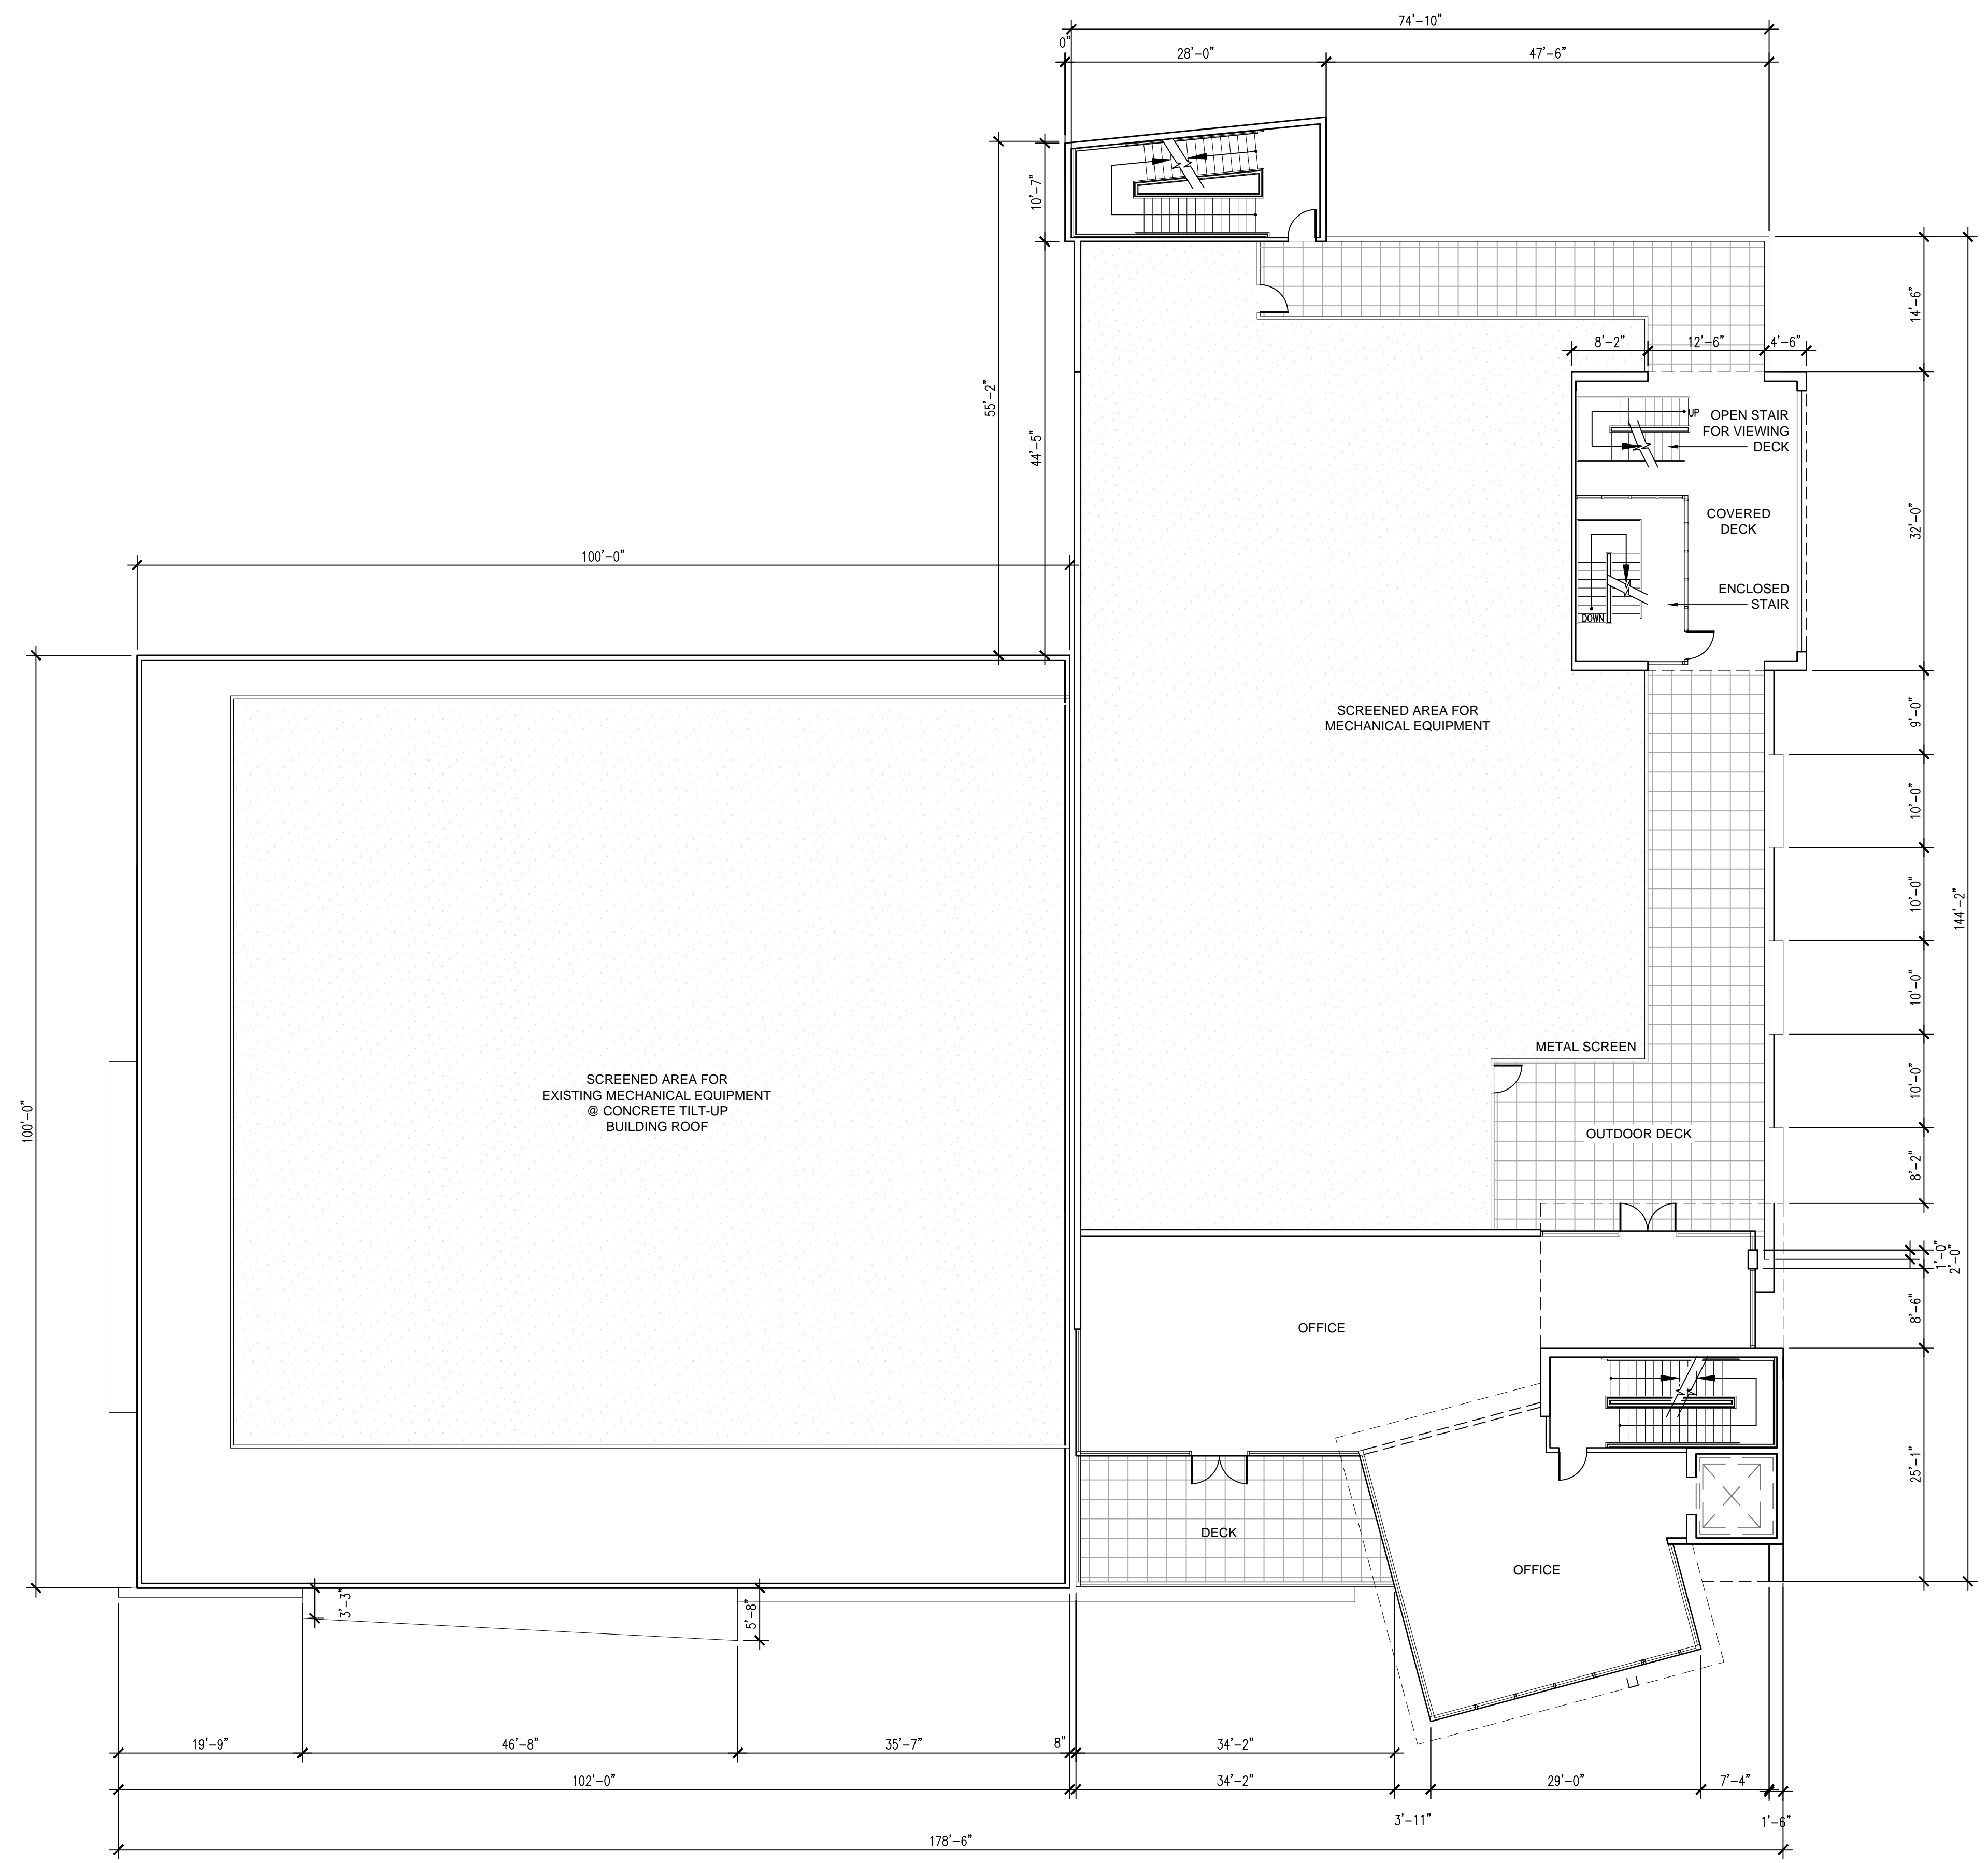 74'-10"
0"
28'-0"
47'-6"
10'-7"
55'-2"
44'-5"
14'-6"
8'-2"
12'-6"
4'-6"
UP
OPEN STAIR
FOR VIEWING
DECK
COVERED
DECK
32'-0"
ENCLOSED
STAIR
DOWN
100'-0"
SCREENED AREA FOR
MECHANICAL EQUIPMENT
9'-0"
10'-0"
10'-0"
10'-0"
10'-0"
144'-2"
METAL SCREEN
SCREENED AREA FOR
EXISTING MECHANICAL EQUIPMENT
@ CONCRETE TILT-UP
BUILDING ROOF
100'-0"
OUTDOOR DECK
8'-2"
1'-0"
2'-0"
OFFICE
8'-6"
25'-1"
DECK
OFFICE
3'-3"
5'-8"
19'-9"
46'-8"
35'-7"
8"
34'-2"
102'-0"
34'-2"
29'-0"
7'-4"
3'-11"
1'-6"
178'-6"